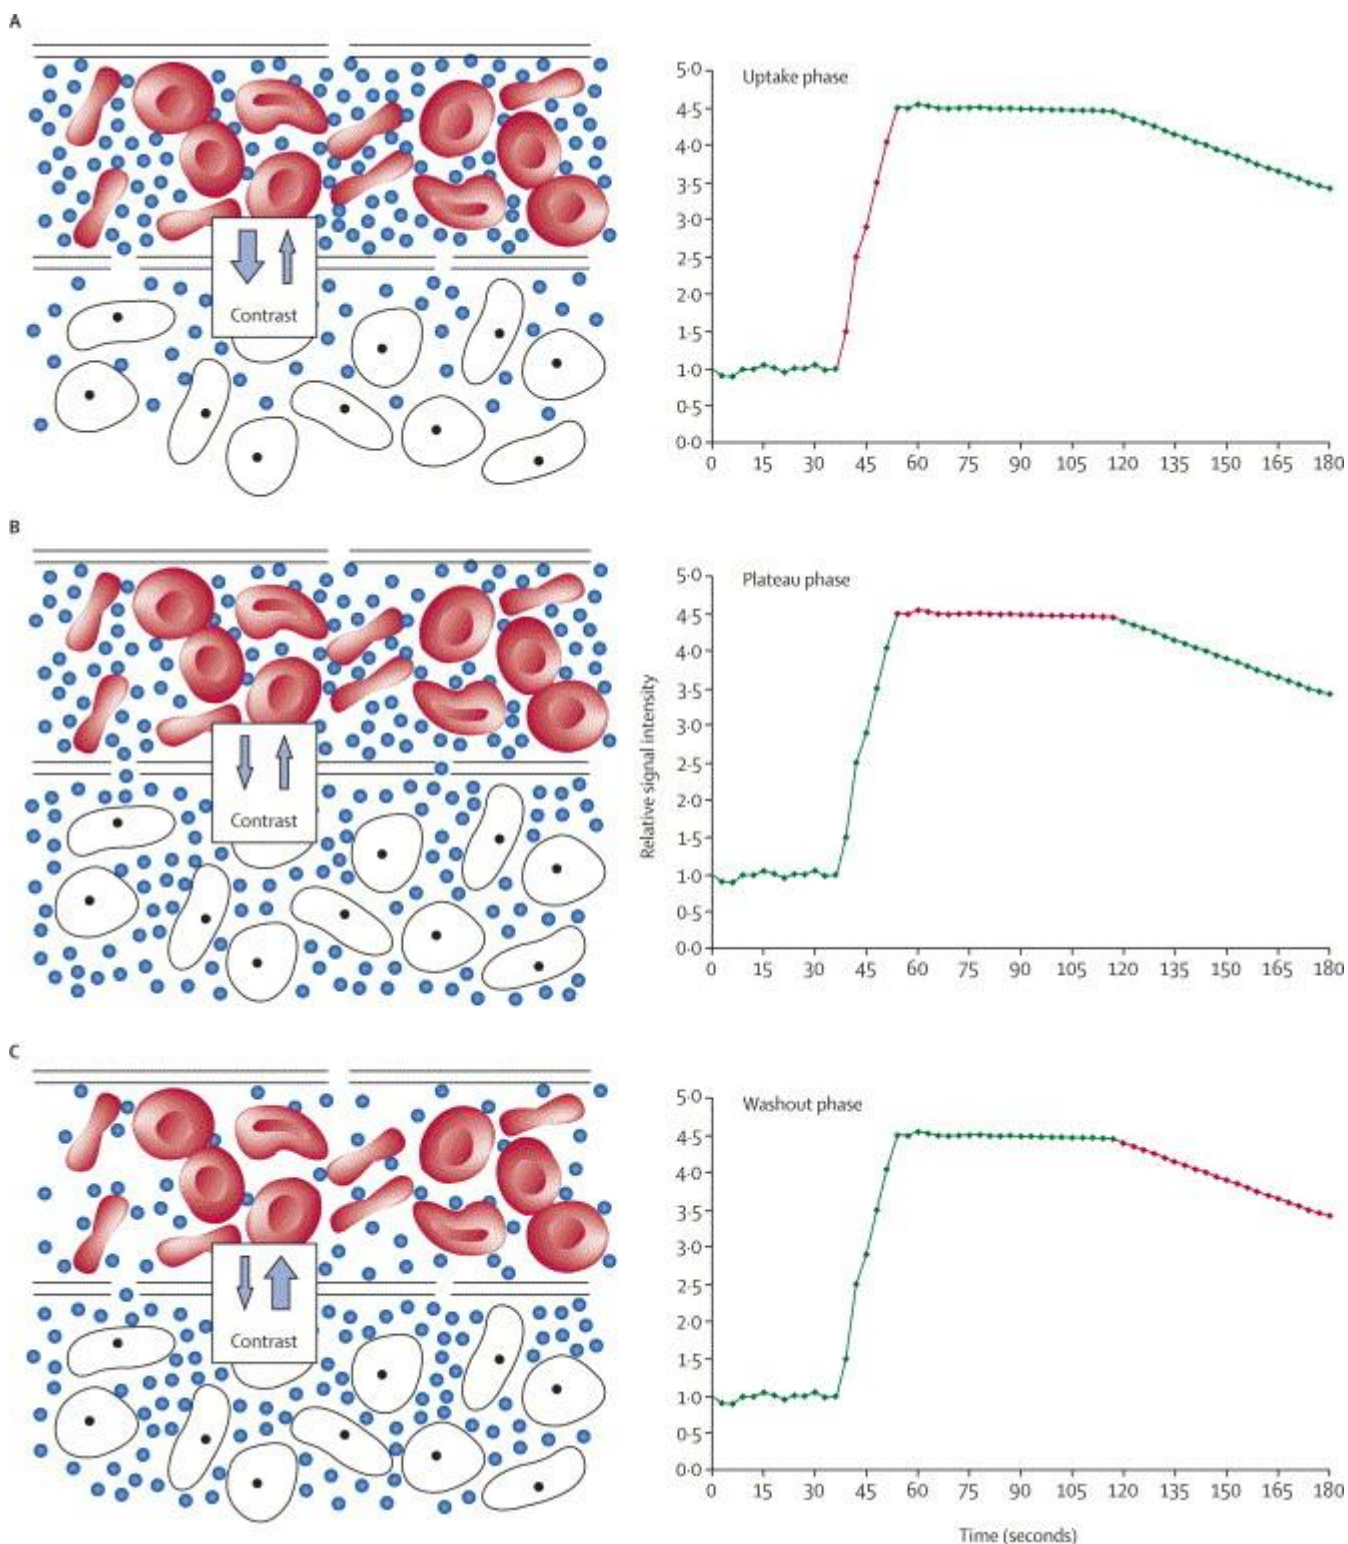 A
Uptake phase
5·0
4·5
4·0
3·5
3·0
2·5
2·0
1·5
1·0
0·5
0·0
0 15 30 45 60 75 90 105 120 135 150 165 180
Contrast
B
Plateau phase
Relative signal intensity
5·0
4·5
4·0
3·5
3·0
2·5
2·0
1·5
1·0
0·5
0·0
0 15 30 45 60 75 90 105 120 135 150 165 180
Contrast
C
Washout phase
5·0
4·5
4·0
3·5
3·0
2·5
2·0
1·5
1·0
0·5
0·0
0 15 30 45 60 75 90 105 120 135 150 165 180
Contrast
Time (seconds)